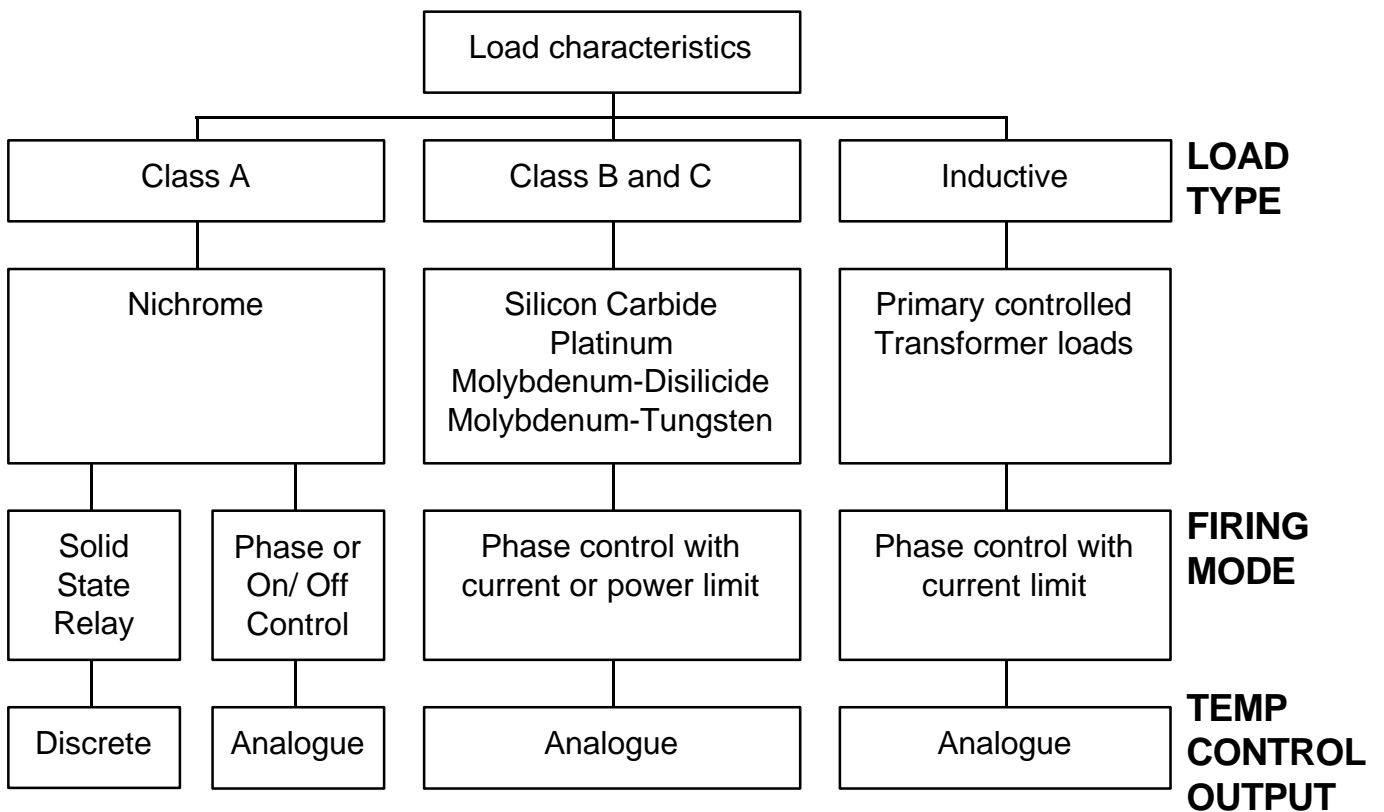 Load characteristics
Class A
Class B and C
Inductive
LOAD
TYPE
Nichrome
Silicon Carbide
Platinum
Molybdenum-Disilicide
Molybdenum-Tungsten
Primary controlled
Transformer loads
Solid
State
Relay
Phase or
On/ Off
Control
Phase control with
current or power limit
Phase control with
current limit
FIRING
MODE
Discrete
Analogue
Analogue
Analogue
TEMP
CONTROL
OUTPUT